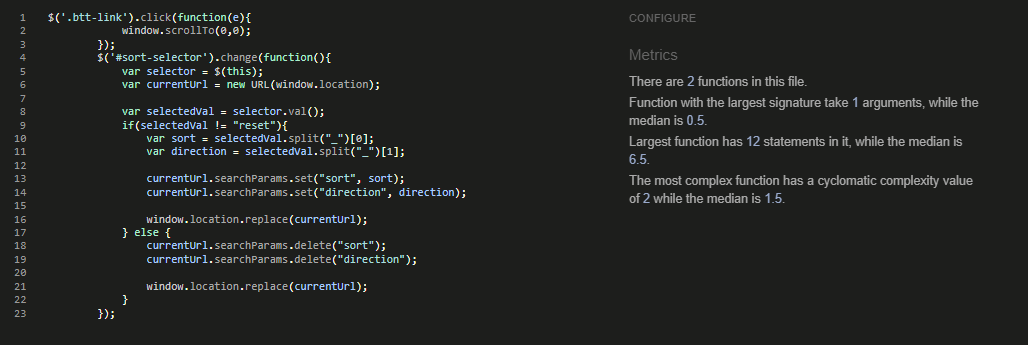 1 $('.btt-link').click(function(e){
2 window.scrollTo(0,0);
3 });
4 $('#sort-selector').change(function(){
5 var selector = $(this);
6 var currentUrl = new URL(window.location);
7
8 var selectedVal = selector.val();
9 if(selectedVal != "reset"){
10 var sort = selectedVal.split("_")[0];
11 var direction = selectedVal.split("_")[1];
12
13 currentUrl.searchParams.set("sort", sort);
14 currentUrl.searchParams.set("direction", direction);
15
16 window.location.replace(currentUrl);
17 } else {
18 currentUrl.searchParams.delete("sort");
19 currentUrl.searchParams.delete("direction");
20
21 window.location.replace(currentUrl);
22 }
23 });
CONFIGURE
Metrics
There are 2 functions in this file.
Function with the largest signature take 1 arguments, while the
median is 0.5.
Largest function has 12 statements in it, while the median is
6.5.
The most complex function has a cyclomatic complexity value
of 2 while the median is 1.5.